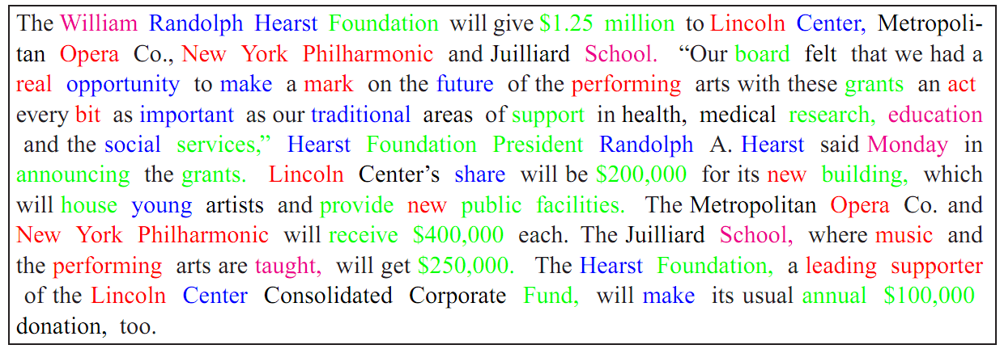 The William Randolph Hearst Foundation will give $1.25 million to Lincoln Center, Metropoli-
tan Opera Co., New York Philharmonic and Juilliard School. “Our board felt that we had a
real opportunity to make a mark on the future of the performing arts with these grants an act
every bit as important as our traditional areas of support in health, medical research, education
and the social services,” Hearst Foundation President Randolph A. Hearst said Monday in
announcing the grants. Lincoln Center’s share will be $200,000 for its new building, which
will house young artists and provide new public facilities. The Metropolitan Opera Co. and
New York Philharmonic will receive $400,000 each. The Juilliard School, where music and
the performing arts are taught, will get $250,000. The Hearst Foundation, a leading supporter
of the Lincoln Center Consolidated Corporate Fund, will make its usual annual $100,000
donation, too.